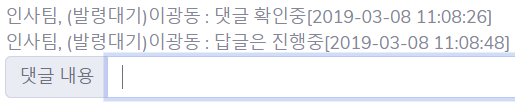 인사팀, (발령대기)이광동 : 댓글 확인중[2019-03-08 11:08:26]
인사팀, (발령대기)이광동 : 답글은 진행중[2019-03-08 11:08:48]
댓글 내용